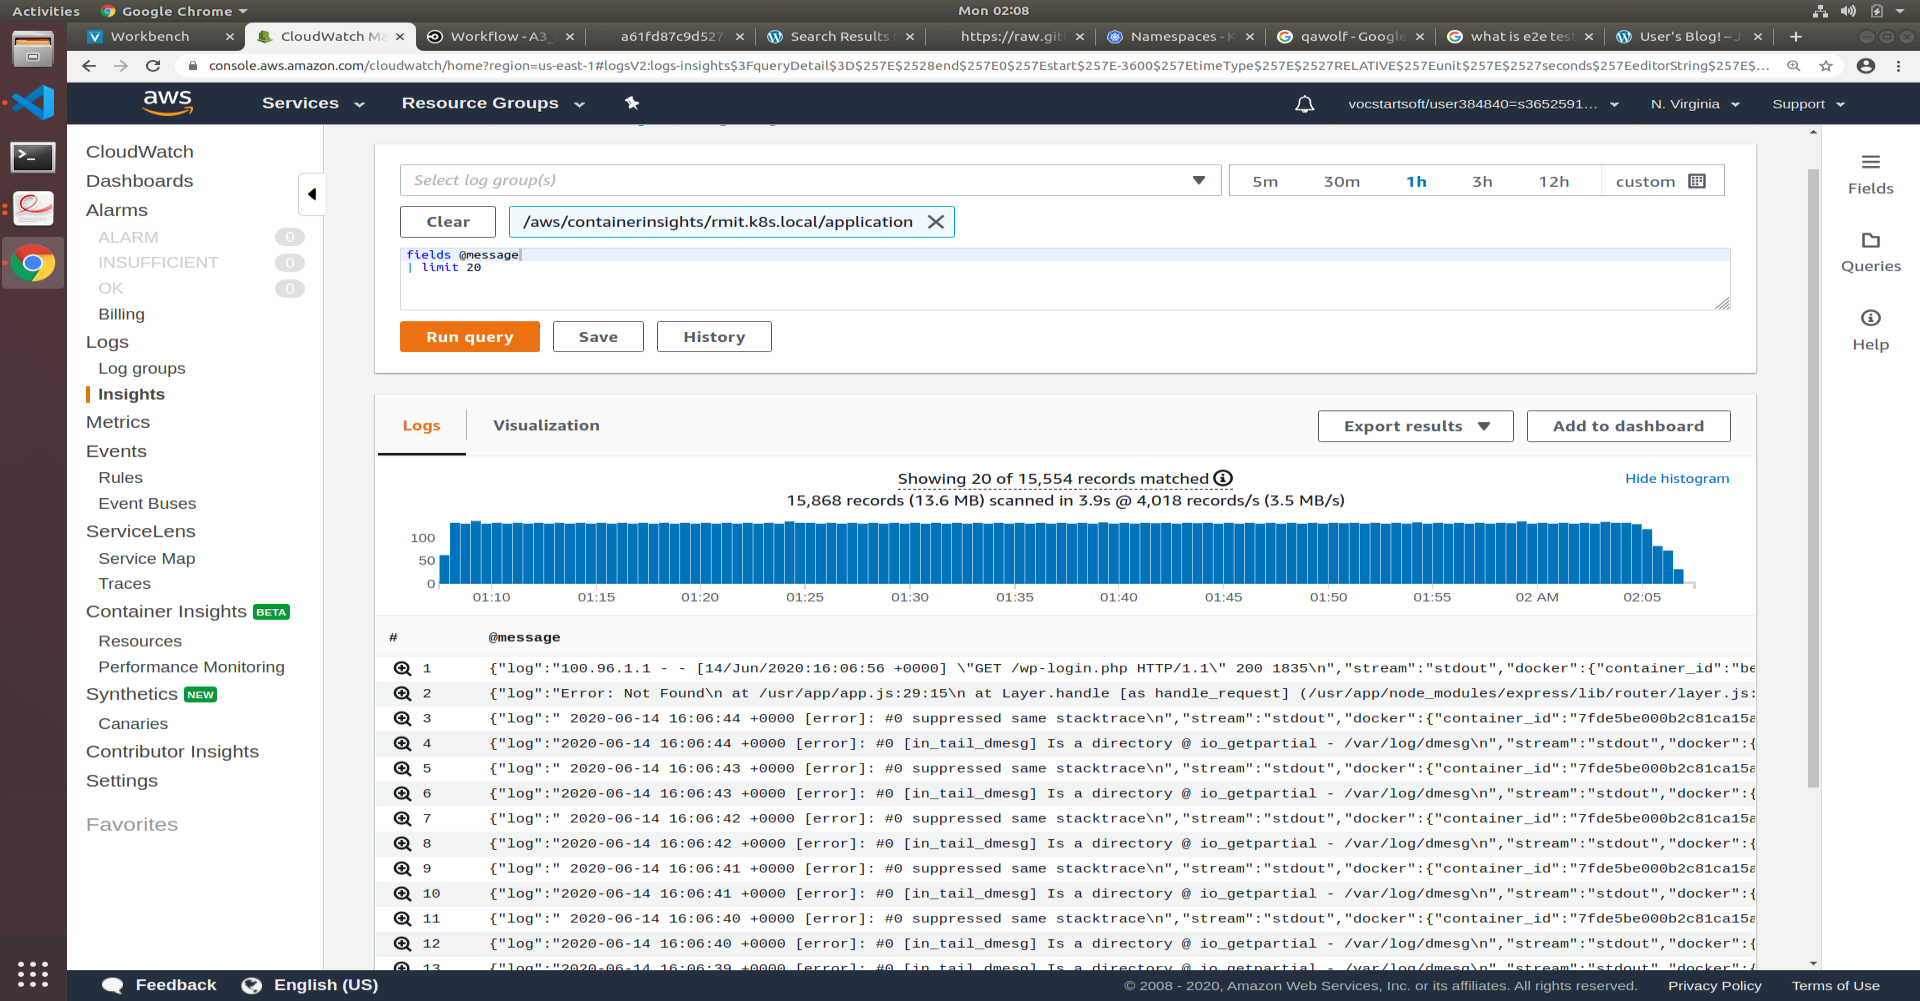 Activities
Google Chrome
Mon 02:08
Workbench
CloudWatch Ma
Workflow - A3_
a61fd87c9d527
Search Results
https://raw.git
Namespaces - K
qawolf - Google
what is e2e test
User's Blog! –
console.aws.amazon.com/cloudwatch/home?region=us-east-1#logsV2:logs-insights$3FqueryDetail$3D$257E$2528end$257E0$257Estart$257E-3600$257EtimeType$257E$2527RELATIVE$257Eunit$257E$2527seconds$257EeditorString$257E$...
aws
Services
Resource Groups
vocstartsoft/user384840=s3652591...
N. Virginia
Support
CloudWatch
Dashboards
Alarms
ALARM 0
INSUFFICIENT 0
OK 0
Billing
Logs
Log groups
Insights
Metrics
Events
Rules
Event Buses
ServiceLens
Service Map
Traces
Container Insights BETA
Resources
Performance Monitoring
Synthetics NEW
Canaries
Contributor Insights
Settings
Favorites
Select log group(s)
5m 30m 1h 3h 12h custom
Clear
/aws/containerinsights/rmit.k8s.local/application
fields @message
| limit 20
Run query
Save
History
Fields
Queries
Help
Logs
Visualization
Export results
Add to dashboard
Showing 20 of 15,554 records matched
15,868 records (13.6 MB) scanned in 3.9s @ 4,018 records/s (3.5 MB/s)
Hide histogram
100
50
0
01:10 01:15 01:20 01:25 01:30 01:35 01:40 01:45 01:50 01:55 02 AM 02:05
# @message
1 {"log":"100.96.1.1 - - [14/Jun/2020:16:06:56 +0000] \"GET /wp-login.php HTTP/1.1\" 200 1835\n","stream":"stdout","docker":{"container_id":"be
2 {"log":"Error: Not Found\n at /usr/app/app.js:29:15\n at Layer.handle [as handle_request] (/usr/app/node_modules/express/lib/router/layer.js:
3 {"log":" 2020-06-14 16:06:44 +0000 [error]: #0 suppressed same stacktrace\n","stream":"stdout","docker":{"container_id":"7fde5be000b2c81ca15a
4 {"log":"2020-06-14 16:06:44 +0000 [error]: #0 [in_tail_dmesg] Is a directory @ io_getpartial - /var/log/dmesg\n","stream":"stdout","docker":{
5 {"log":" 2020-06-14 16:06:43 +0000 [error]: #0 suppressed same stacktrace\n","stream":"stdout","docker":{"container_id":"7fde5be000b2c81ca15a
6 {"log":"2020-06-14 16:06:43 +0000 [error]: #0 [in_tail_dmesg] Is a directory @ io_getpartial - /var/log/dmesg\n","stream":"stdout","docker":{
7 {"log":" 2020-06-14 16:06:42 +0000 [error]: #0 suppressed same stacktrace\n","stream":"stdout","docker":{"container_id":"7fde5be000b2c81ca15a
8 {"log":"2020-06-14 16:06:42 +0000 [error]: #0 [in_tail_dmesg] Is a directory @ io_getpartial - /var/log/dmesg\n","stream":"stdout","docker":{
9 {"log":" 2020-06-14 16:06:41 +0000 [error]: #0 suppressed same stacktrace\n","stream":"stdout","docker":{"container_id":"7fde5be000b2c81ca15a
10 {"log":"2020-06-14 16:06:41 +0000 [error]: #0 [in_tail_dmesg] Is a directory @ io_getpartial - /var/log/dmesg\n","stream":"stdout","docker":{
11 {"log":" 2020-06-14 16:06:40 +0000 [error]: #0 suppressed same stacktrace\n","stream":"stdout","docker":{"container_id":"7fde5be000b2c81ca15a
12 {"log":"2020-06-14 16:06:40 +0000 [error]: #0 [in_tail_dmesg] Is a directory @ io_getpartial - /var/log/dmesg\n","stream":"stdout","docker":{
13 {"log":"2020-06-14 16:06:39 +0000 [error]: #0 [in_tail_dmesg] Is a directory @ io_getpartial - /var/log/dmesg\n","stream":"stdout","docker":{
Feedback
English (US)
© 2008 - 2020, Amazon Web Services, Inc. or its affiliates. All rights reserved.
Privacy Policy
Terms of Use